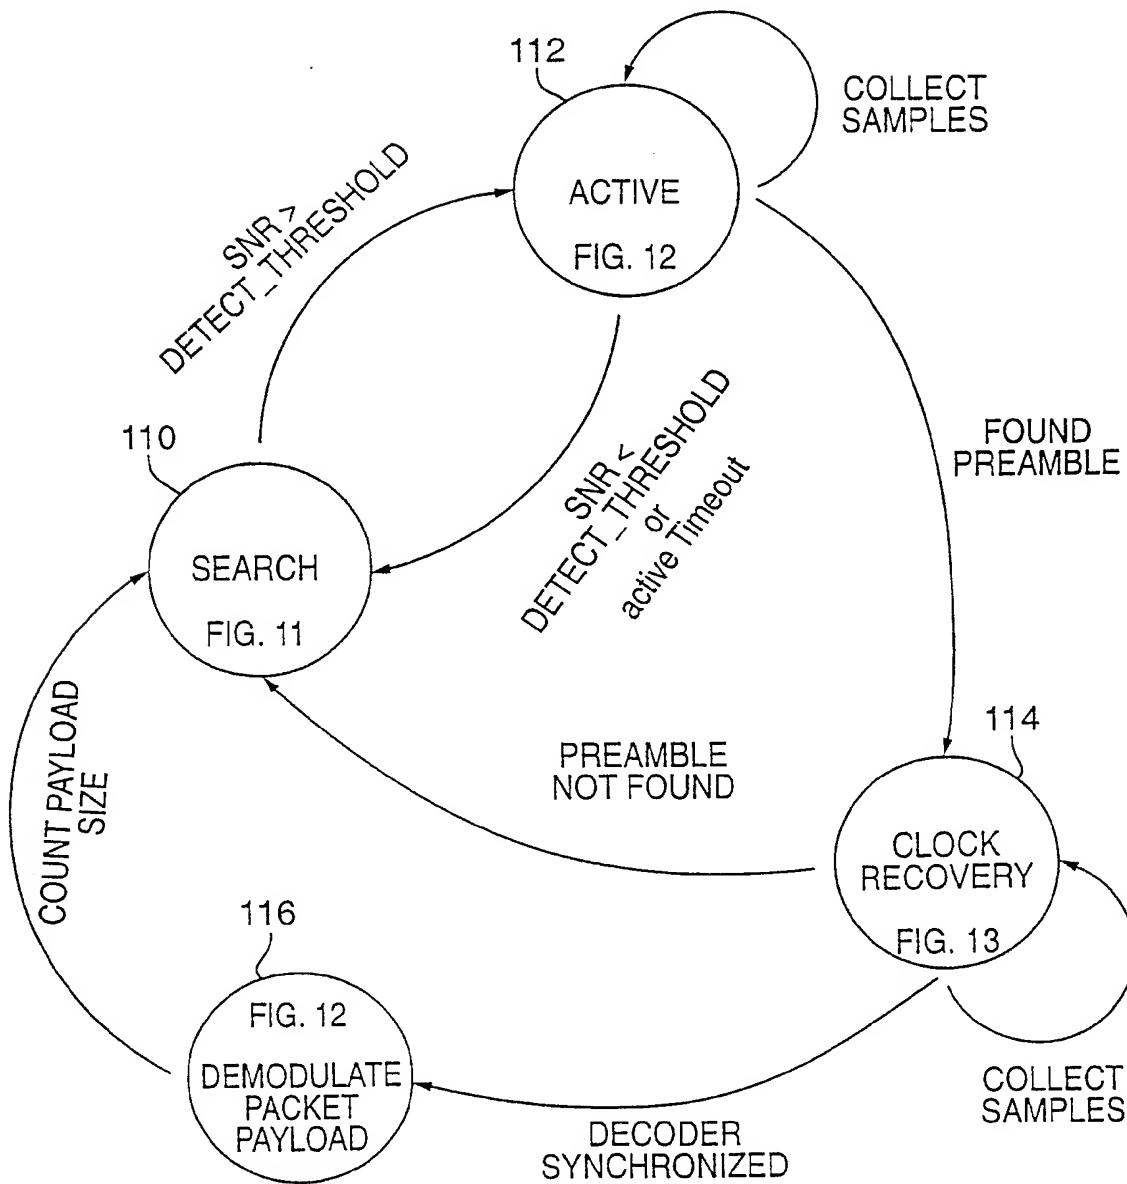 112
COLLECT
SAMPLES
ACTIVE
FIG. 12
SNR >
DETECT_THRESHOLD
SNR <
DETECT_THRESHOLD
or
active Timeout
FOUND
PREAMBLE
110
SEARCH
FIG. 11
114
PREAMBLE
NOT FOUND
CLOCK
RECOVERY
FIG. 13
COUNT PAYLOAD
SIZE
116
FIG. 12
DEMODULATE
PACKET
PAYLOAD
DECODER
SYNCHRONIZED
COLLECT
SAMPLES